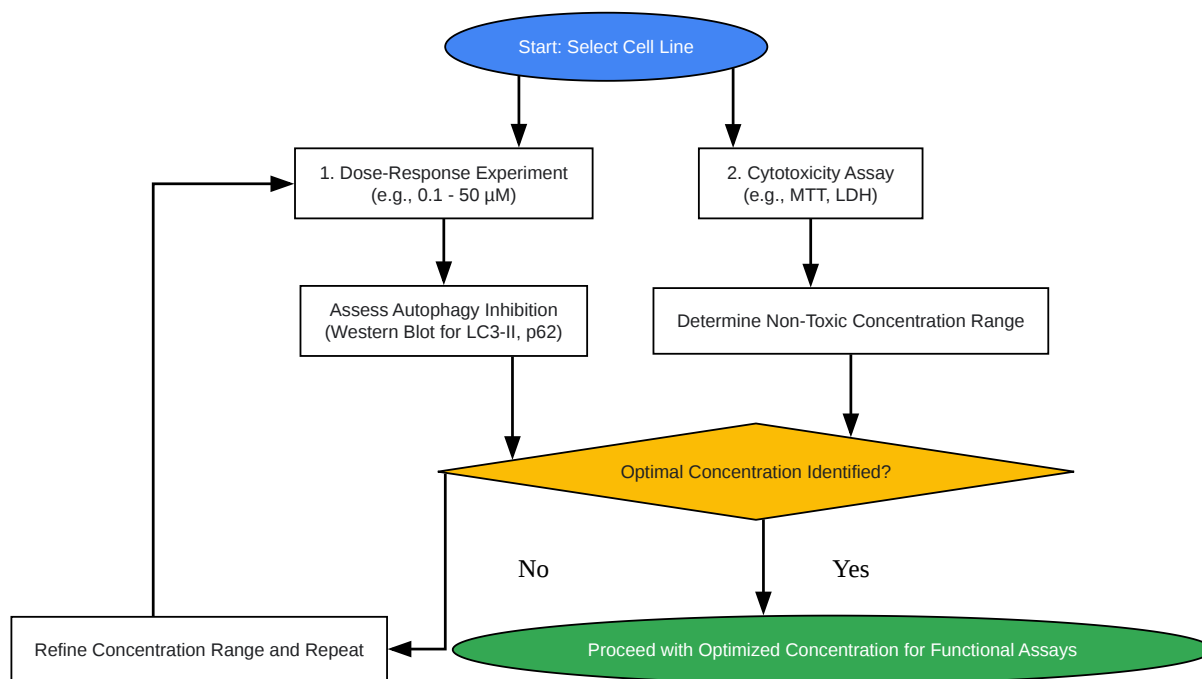 Start: Select Cell Line
1. Dose-Response Experiment
(e.g., 0.1 - 50 µM)
2. Cytotoxicity Assay
(e.g., MTT, LDH)
Assess Autophagy Inhibition
(Western Blot for LC3-II, p62)
Determine Non-Toxic Concentration Range
Optimal Concentration Identified?
No
Yes
Refine Concentration Range and Repeat
Proceed with Optimized Concentration for Functional Assays